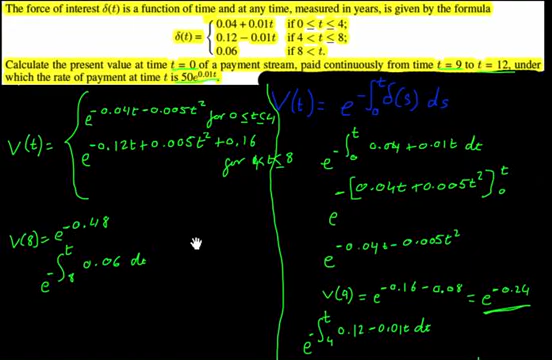 The force of interest δ(t) is a function of time and at any time, measured in years, is given by the formula
δ(t) = { 0.04 + 0.01t if 0 ≤ t ≤ 4;
0.12 − 0.01t if 4 < t ≤ 8;
0.06 if 8 < t.
Calculate the present value at time t = 0 of a payment stream, paid continuously from time t = 9 to t = 12, under
which the rate of payment at time t is 50e^{0.01t}.
V(t) = { e^{-0.04t-0.005t²} for 0 ≤ t ≤ 4
e^{-0.12t+0.005t²+0.16} for 4 < t ≤ 8
V(8) = e^{-0.48}
e^{-∫_8^t 0.06 dt}
V(t) = e^{-∫_0^t δ(s) ds}
e^{-∫_0^t 0.04+0.01t dt}
e^{-[0.04t+0.005t²]_0^t}
e^{-0.04t-0.005t²}
V(4) = e^{-0.16-0.08} = e^{-0.24}
e^{-∫_4^t 0.12-0.01t dt}